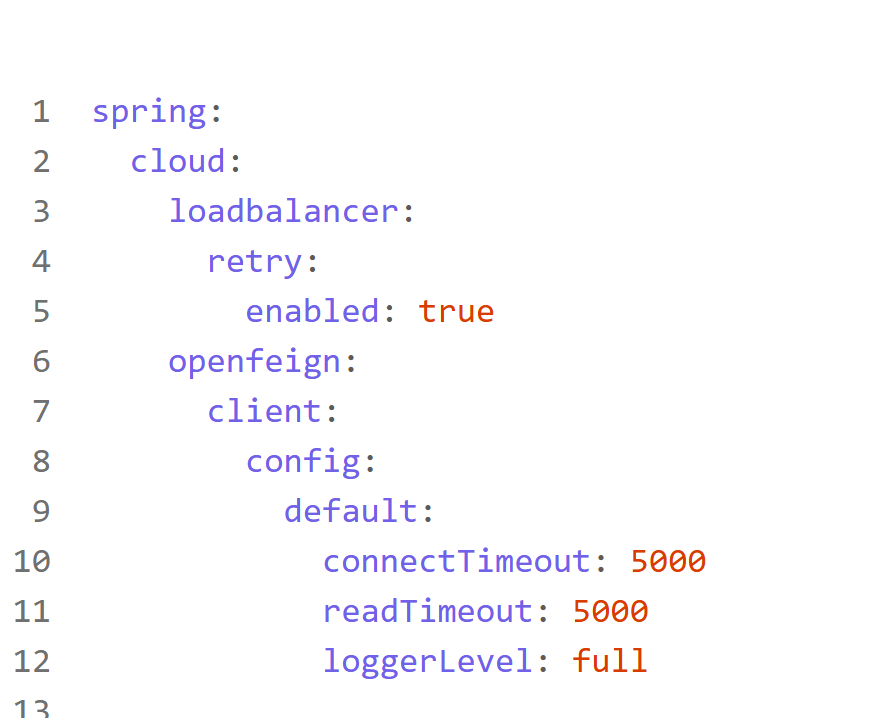 1 spring:
2   cloud:
3     loadbalancer:
4       retry:
5         enabled: true
6     openfeign:
7       client:
8         config:
9           default:
10             connectTimeout: 5000
11             readTimeout: 5000
12             loggerLevel: full
13